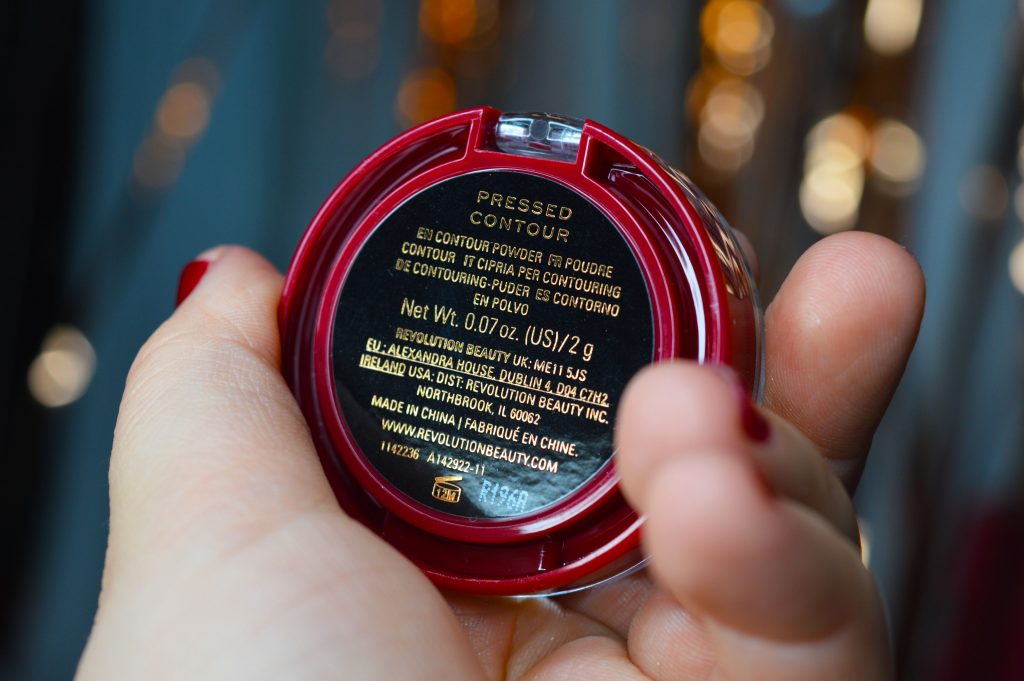 PRESSED
CONTOUR
EN CONTOUR POWDER FR POUDRE
CONTOUR IT CIPRIA PER CONTOURING
DE CONTOURING-PUDER ES CONTORNO
EN POLVO
Net Wt. 0.07 oz. (US)/2 g
REVOLUTION BEAUTY UK: ME11 5JS
EU: ALEXANDRA HOUSE, DUBLIN 4, D04 C7H2
IRELAND USA: DIST: REVOLUTION BEAUTY INC.
NORTHBROOK, IL 60062
MADE IN CHINA | FABRIQUÉ EN CHINE.
WWW.REVOLUTIONBEAUTY.COM
1142236 A142922-11
12M R196A